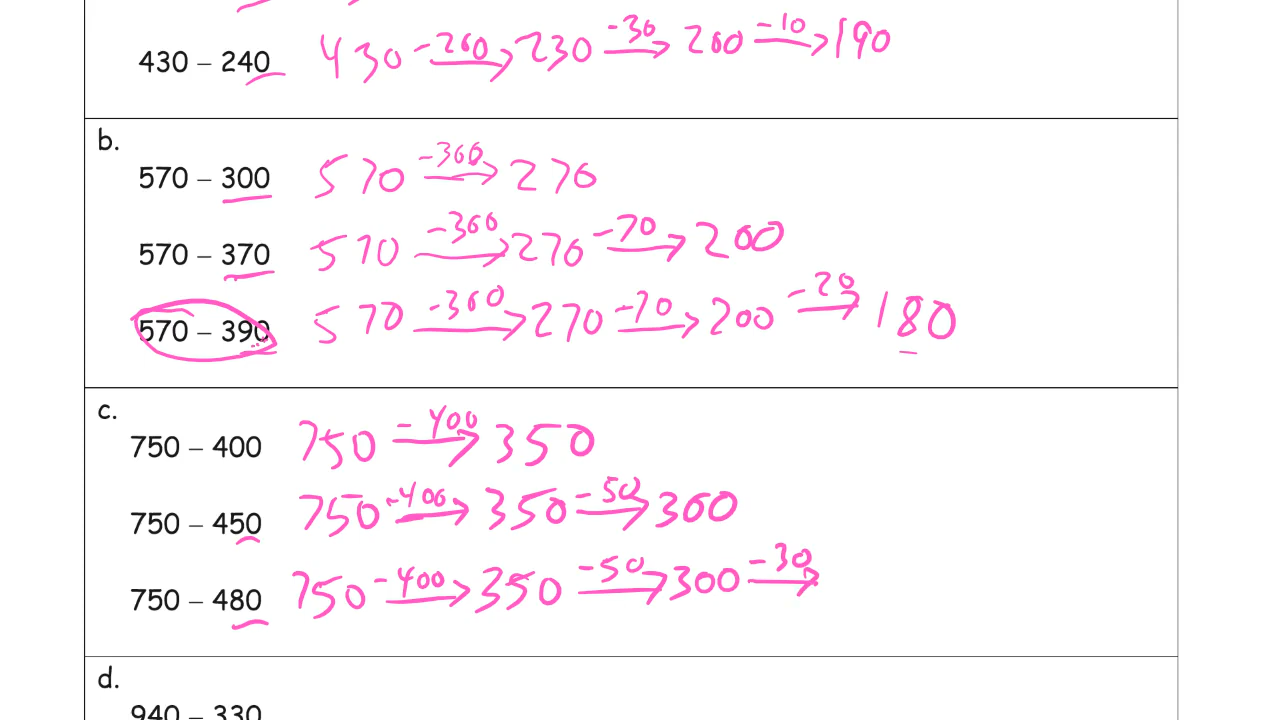 430 – 240 430 -200 230 -30 200 -10 190
b.
570 – 300 570 -300 270
570 – 370 570 -300 270 -70 200
570 – 390 570 -300 270 -70 200 -20 180
c.
750 – 400 750 -400 350
750 – 450 750 -400 350 -50 300
750 – 480 750 -400 350 -50 300 -30
d.
940 – 330